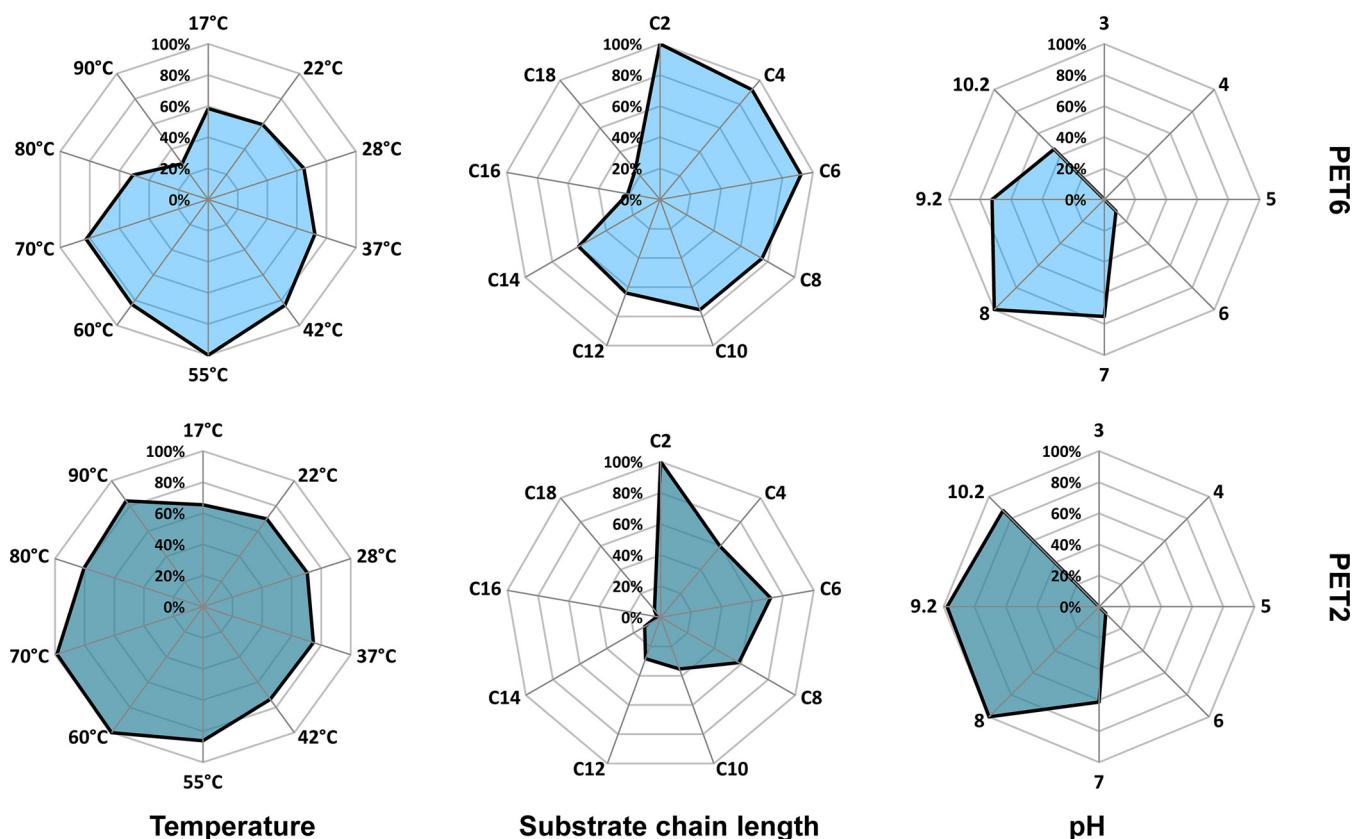 17°C
100%
80%
60%
40%
20%
0%
22°C
28°C
37°C
42°C
55°C
60°C
70°C
80°C
90°C
C2
100%
80%
60%
40%
20%
0%
C4
C6
C8
C10
C12
C14
C16
C18
3
100%
80%
60%
40%
20%
0%
4
5
6
7
8
9.2
10.2
PET6
17°C
100%
80%
60%
40%
20%
0%
22°C
28°C
37°C
42°C
55°C
60°C
70°C
80°C
90°C
C2
100%
80%
60%
40%
20%
0%
C4
C6
C8
C10
C12
C14
C16
C18
3
100%
80%
60%
40%
20%
0%
4
5
6
7
8
9.2
10.2
PET2
Temperature
Substrate chain length
pH